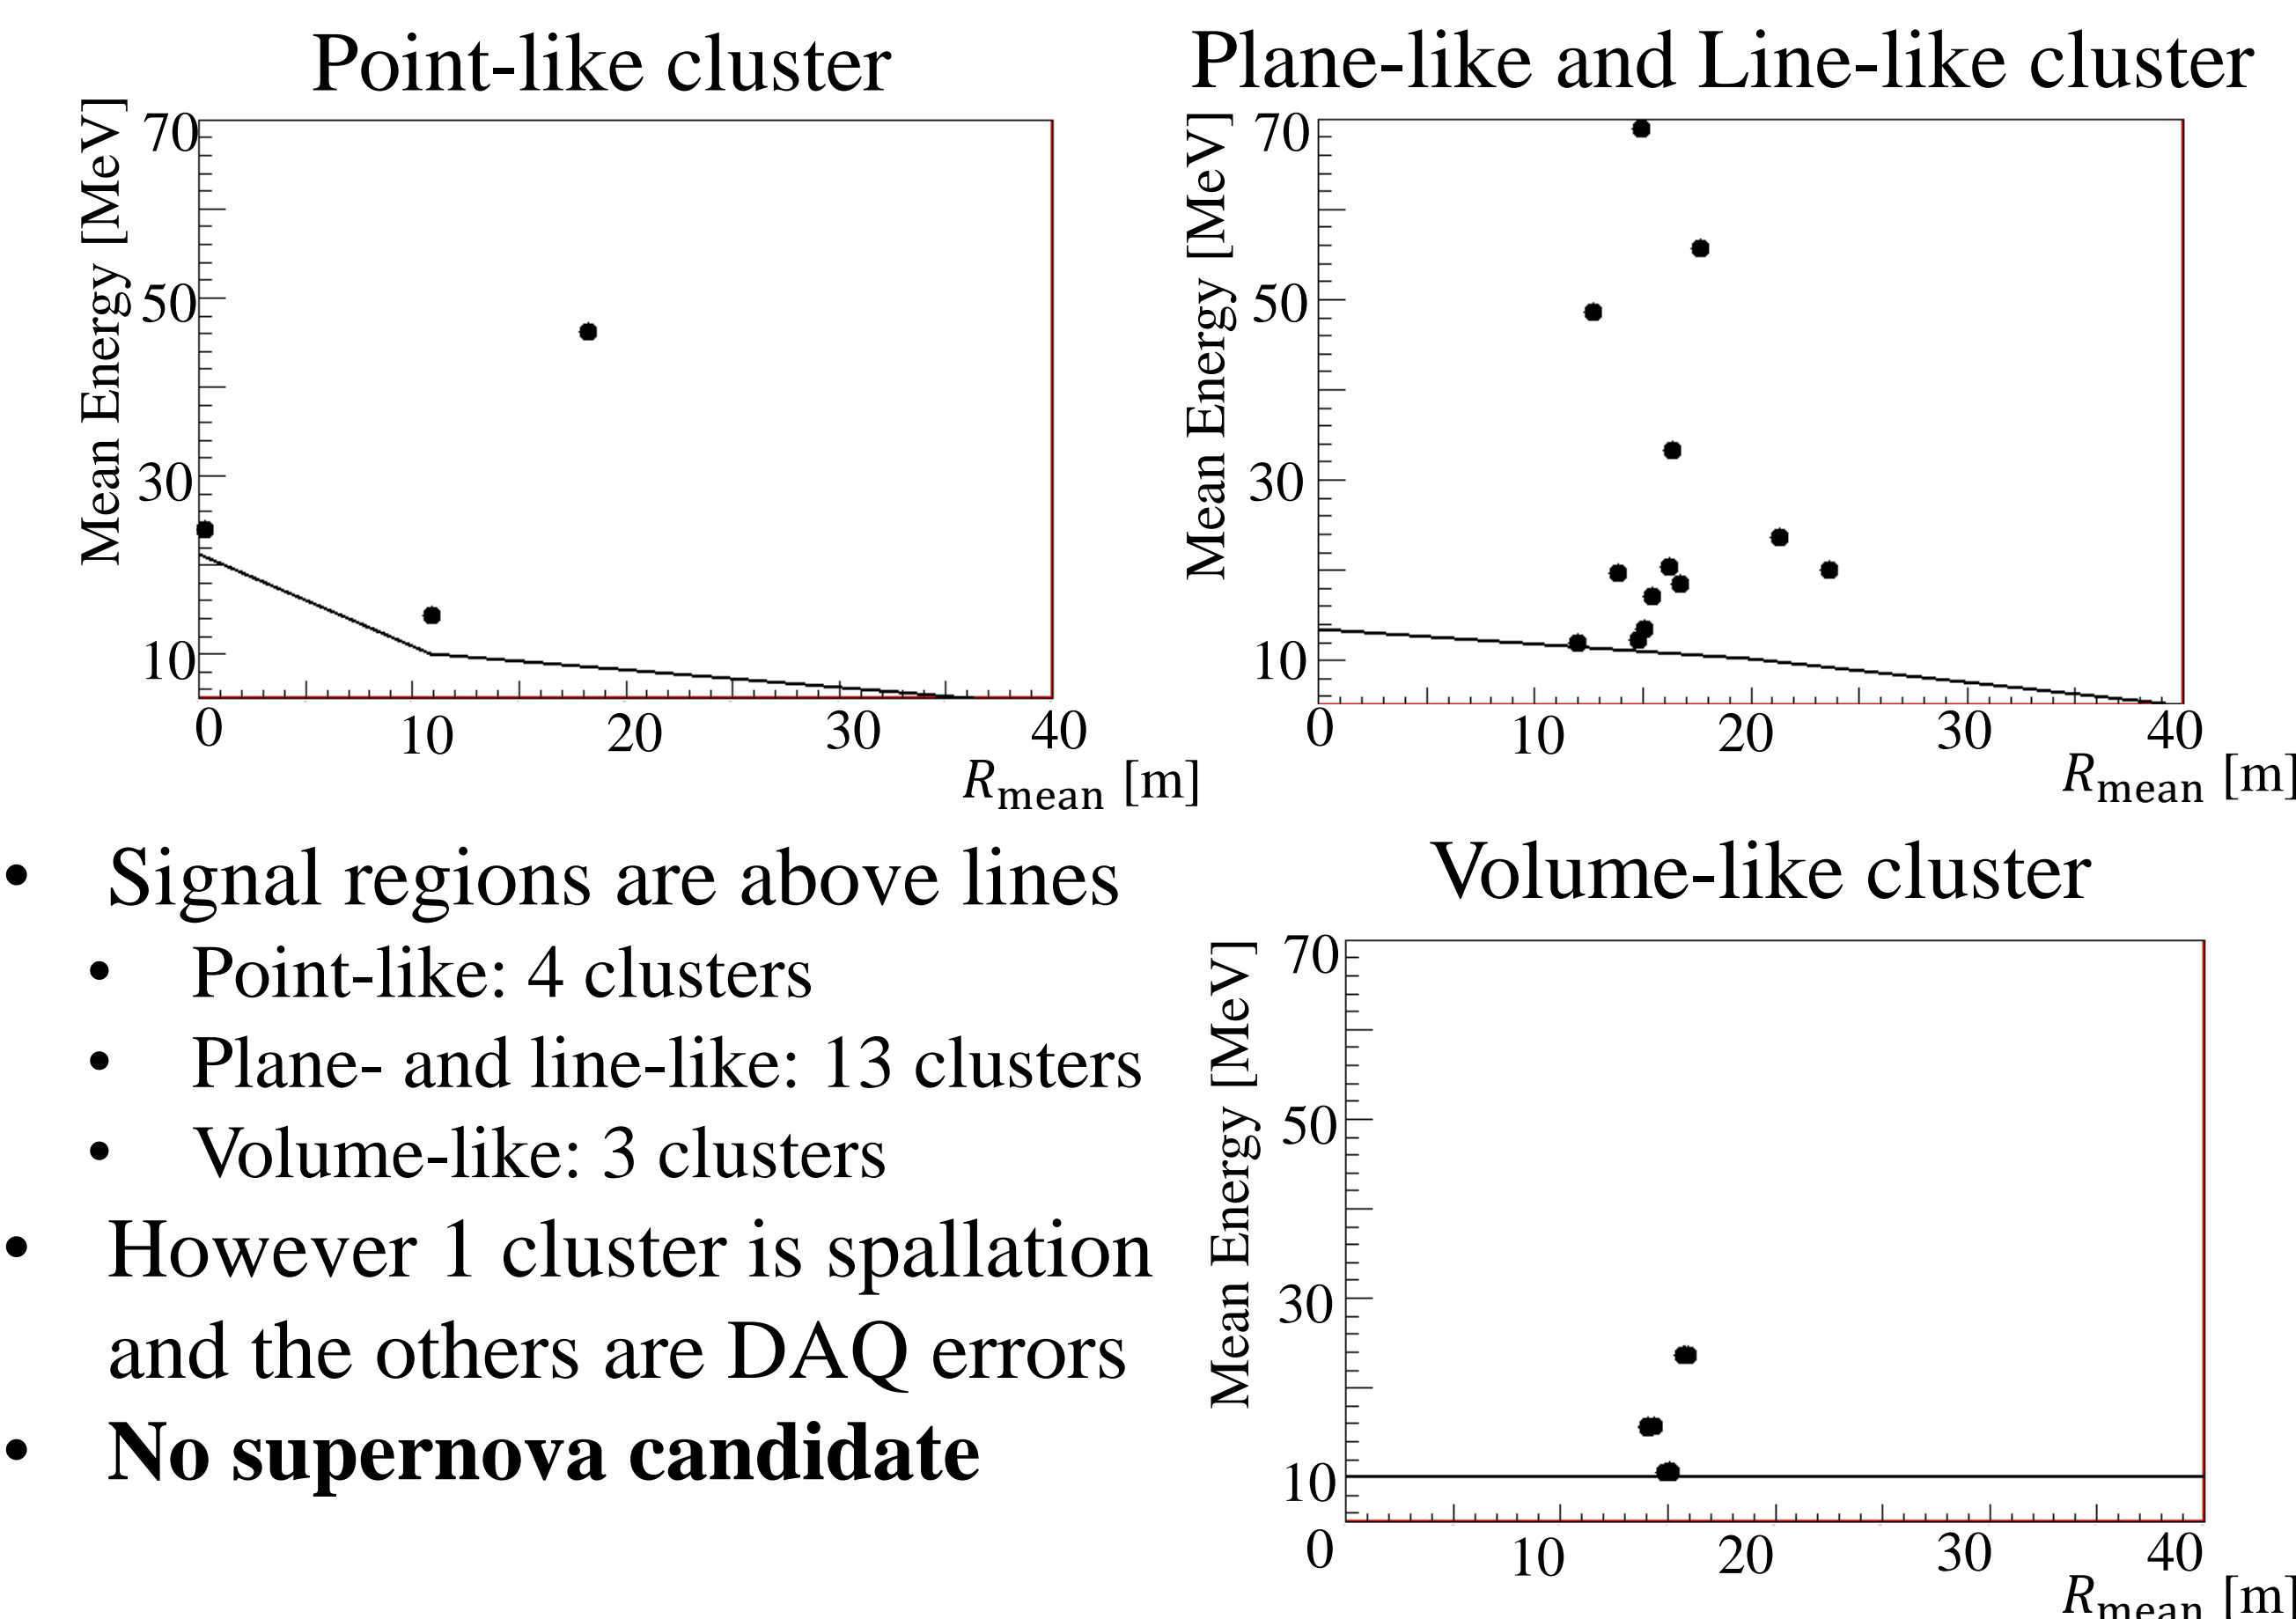 Point-like cluster
Mean Energy [MeV]
70
50
30
10
0 10 20 30 40
Rmean [m]
Plane-like and Line-like cluster
Mean Energy [MeV]
70
50
30
10
0 10 20 30 40
Rmean [m]
• Signal regions are above lines
• Point-like: 4 clusters
• Plane- and line-like: 13 clusters
• Volume-like: 3 clusters
• However 1 cluster is spallation
and the others are DAQ errors
• No supernova candidate
Volume-like cluster
Mean Energy [MeV]
70
50
30
10
0 10 20 30 40
Rmean [m]